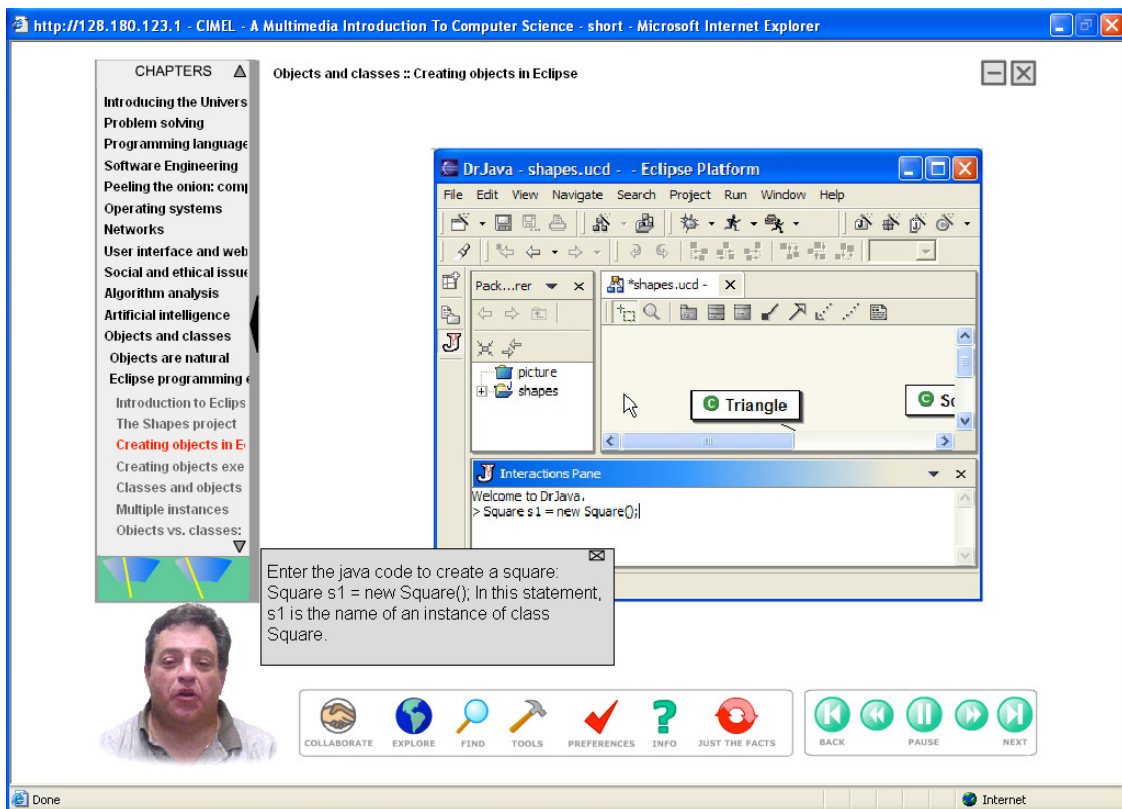 http://128.180.123.1 - CIMEL - A Multimedia Introduction To Computer Science - short - Microsoft Internet Explorer
CHAPTERS
Objects and classes :: Creating objects in Eclipse
Introducing the Univers
Problem solving
Programming language
Software Engineering
Peeling the onion: comp
Operating systems
Networks
User interface and web
Social and ethical issue
Algorithm analysis
Artificial intelligence
Objects and classes
Objects are natural
Eclipse programming e
Introduction to Eclips
The Shapes project
Creating objects in E
Creating objects exe
Classes and objects
Multiple instances
Objects vs. classes:
DrJava - shapes.ucd - - Eclipse Platform
File Edit View Navigate Search Project Run Window Help
Pack...rer
*shapes.ucd -
picture
shapes
C Triangle
C Sq
Interactions Pane
Welcome to DrJava.
> Square s1 = new Square();
Enter the java code to create a square:
Square s1 = new Square(); In this statement,
s1 is the name of an instance of class
Square.
COLLABORATE EXPLORE FIND TOOLS PREFERENCES INFO JUST THE FACTS
BACK PAUSE NEXT
Done
Internet